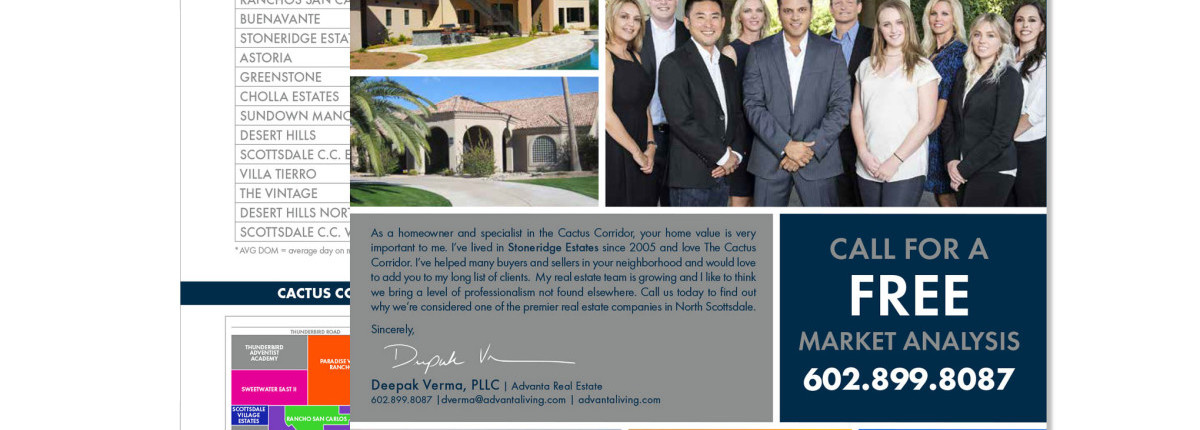 BUENAVANTE
STONERIDGE ESTA
ASTORIA
GREENSTONE
CHOLLA ESTATES
SUNDOWN MANO
DESERT HILLS
SCOTTSDALE C.C. E
VILLA TIERRO
THE VINTAGE
DESERT HILLS NOR
SCOTTSDALE C.C. V
*AVG DOM = average day on
CACTUS CO
THUNDERBIRD ROAD
THUNDERBIRD
ADVENTIST
ACADEMY
PARADISE V
RANCH
SWEETWATER EAST II
SCOTTSDALE
VILLAGE
ESTATES
RANCHO SAN CARLOS
As a homeowner and specialist in the Cactus Corridor, your home value is very
important to me. I've lived in Stoneridge Estates since 2005 and love The Cactus
Corridor. I've helped many buyers and sellers in your neighborhood and would love
to add you to my long list of clients. My real estate team is growing and I like to think
we bring a level of professionalism not found elsewhere. Call us today to find out
why we're considered one of the premier real estate companies in North Scottsdale.
Sincerely,
Deepak V
Deepak Verma, PLLC | Advanta Real Estate
602.899.8087 |dverma@advantaliving.com | advantaliving.com
CALL FOR A
FREE
MARKET ANALYSIS
602.899.8087